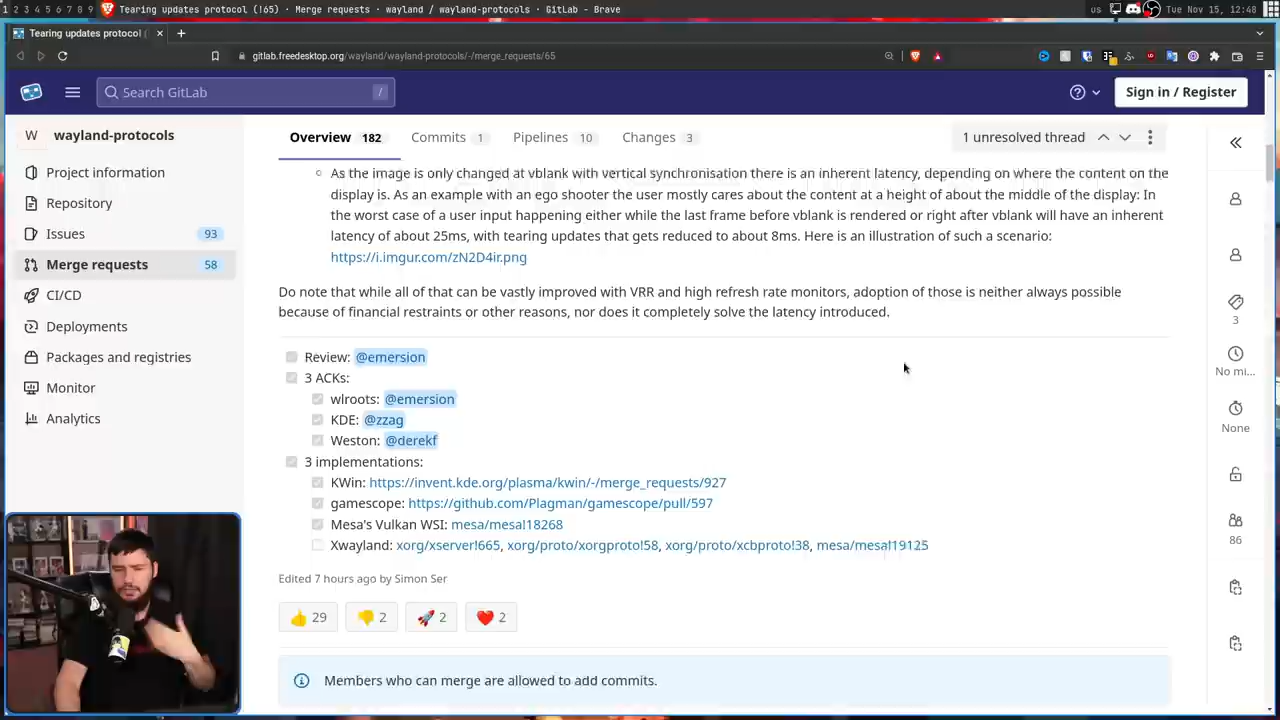 1 2 3 4 5 6 7 8 9
Tearing updates protocol (!65) · Merge requests · wayland / wayland-protocols · GitLab - Brave
us
Tue Nov 15, 12:48
Tearing updates protocol (
gitlab.freedesktop.org/wayland/wayland-protocols/-/merge_requests/65
Search GitLab
/
Sign in / Register
W wayland-protocols
Project information
Repository
Issues 93
Merge requests 58
CI/CD
Deployments
Packages and registries
Monitor
Analytics
Overview 182
Commits 1
Pipelines 10
Changes 3
1 unresolved thread
As the image is only changed at vblank with vertical synchronisation there is an inherent latency, depending on where the content on the
display is. As an example with an ego shooter the user mostly cares about the content at a height of about the middle of the display: In
the worst case of a user input happening either while the last frame before vblank is rendered or right after vblank will have an inherent
latency of about 25ms, with tearing updates that gets reduced to about 8ms. Here is an illustration of such a scenario:
https://i.imgur.com/zN2D4ir.png
Do note that while all of that can be vastly improved with VRR and high refresh rate monitors, adoption of those is neither always possible
because of financial restraints or other reasons, nor does it completely solve the latency introduced.
Review: @emersion
3 ACKs:
wlroots: @emersion
KDE: @zzag
Weston: @derekf
3 implementations:
KWin: https://invent.kde.org/plasma/kwin/-/merge_requests/927
gamescope: https://github.com/Plagman/gamescope/pull/597
Mesa's Vulkan WSI: mesa/mesa!18268
Xwayland: xorg/xserver!665, xorg/proto/xorgproto!58, xorg/proto/xcbproto!38, mesa/mesa!19125
Edited 7 hours ago by Simon Ser
👍 29
👎 2
🚀 2
❤️ 2
Members who can merge are allowed to add commits.
3
No mi...
None
86